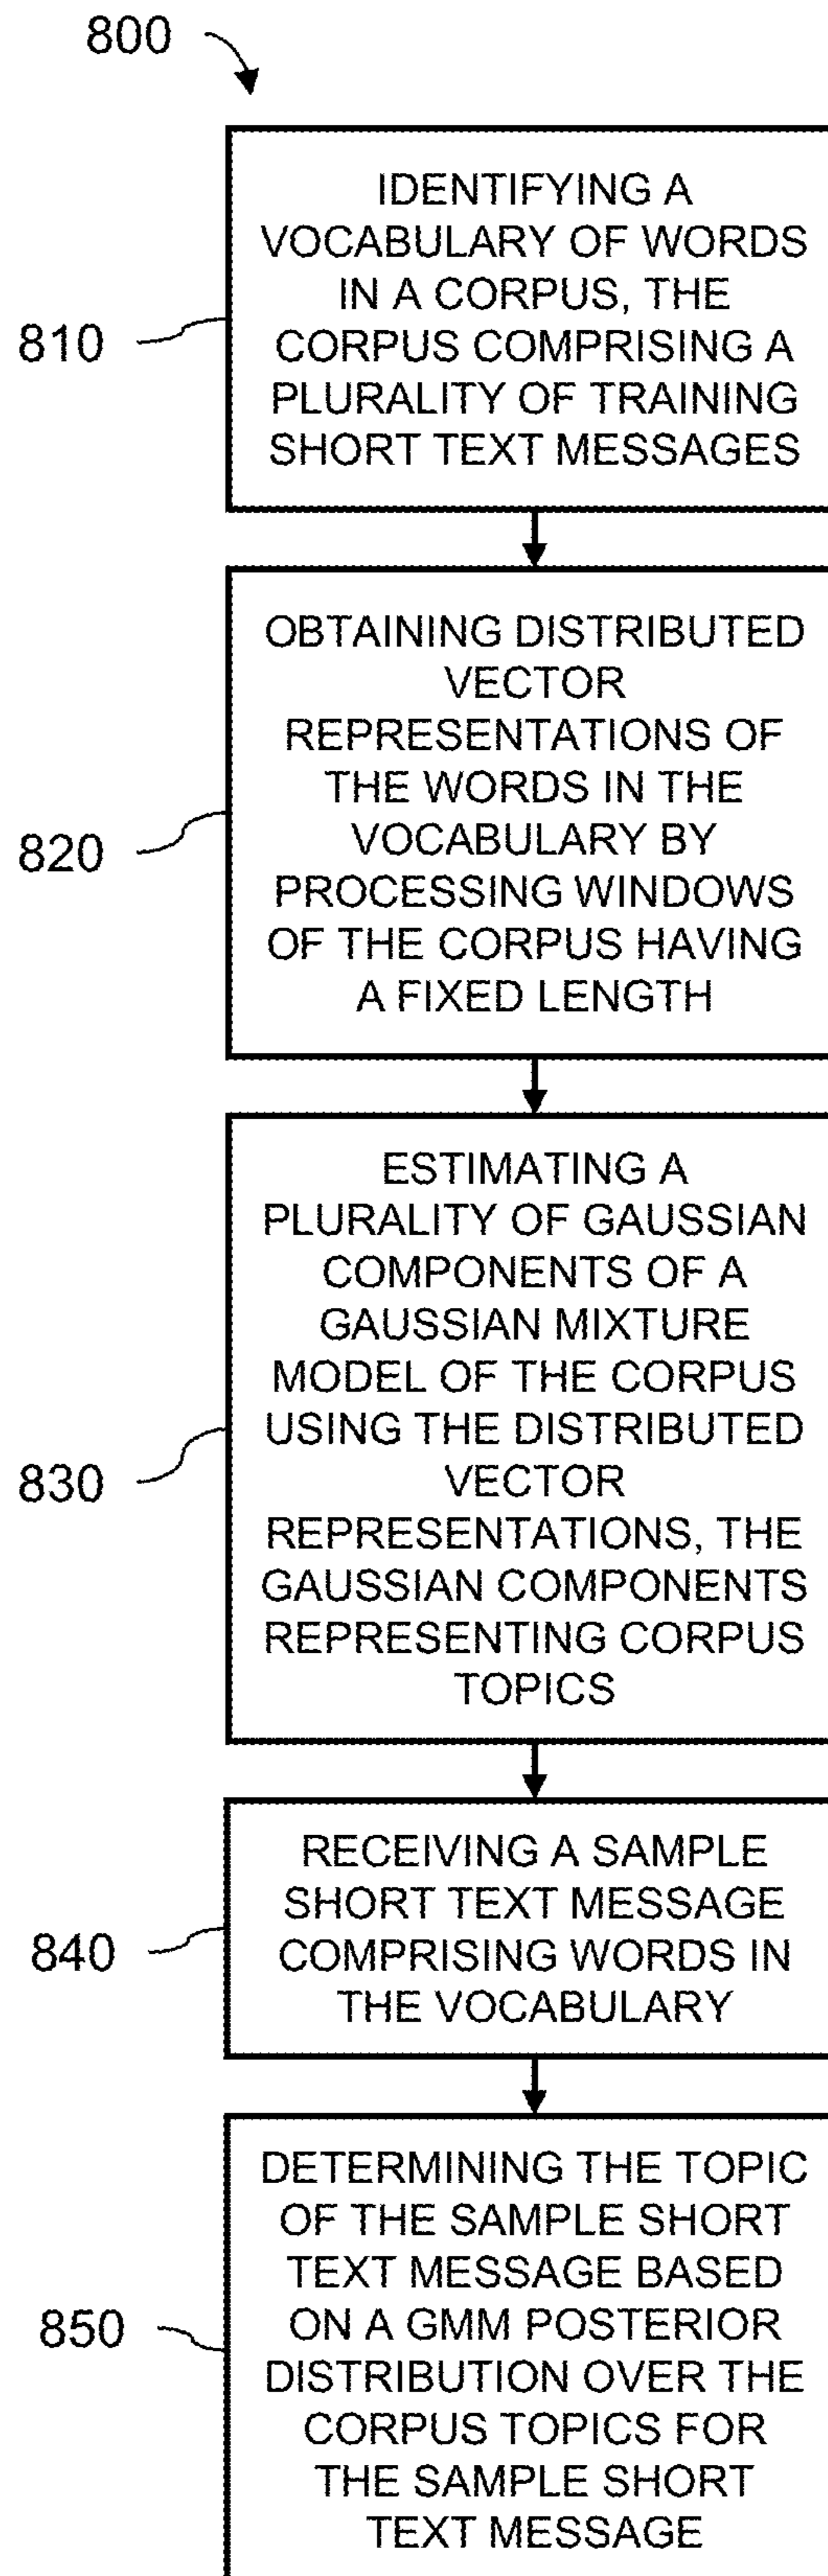 800
IDENTIFYING A
VOCABULARY OF WORDS
IN A CORPUS, THE
CORPUS COMPRISING A
PLURALITY OF TRAINING
SHORT TEXT MESSAGES
810
OBTAINING DISTRIBUTED
VECTOR
REPRESENTATIONS OF
THE WORDS IN THE
VOCABULARY BY
PROCESSING WINDOWS
OF THE CORPUS HAVING
A FIXED LENGTH
820
ESTIMATING A
PLURALITY OF GAUSSIAN
COMPONENTS OF A
GAUSSIAN MIXTURE
MODEL OF THE CORPUS
USING THE DISTRIBUTED
VECTOR
REPRESENTATIONS, THE
GAUSSIAN COMPONENTS
REPRESENTING CORPUS
TOPICS
830
RECEIVING A SAMPLE
SHORT TEXT MESSAGE
COMPRISING WORDS IN
THE VOCABULARY
840
DETERMINING THE TOPIC
OF THE SAMPLE SHORT
TEXT MESSAGE BASED
ON A GMM POSTERIOR
DISTRIBUTION OVER THE
CORPUS TOPICS FOR
THE SAMPLE SHORT
TEXT MESSAGE
850